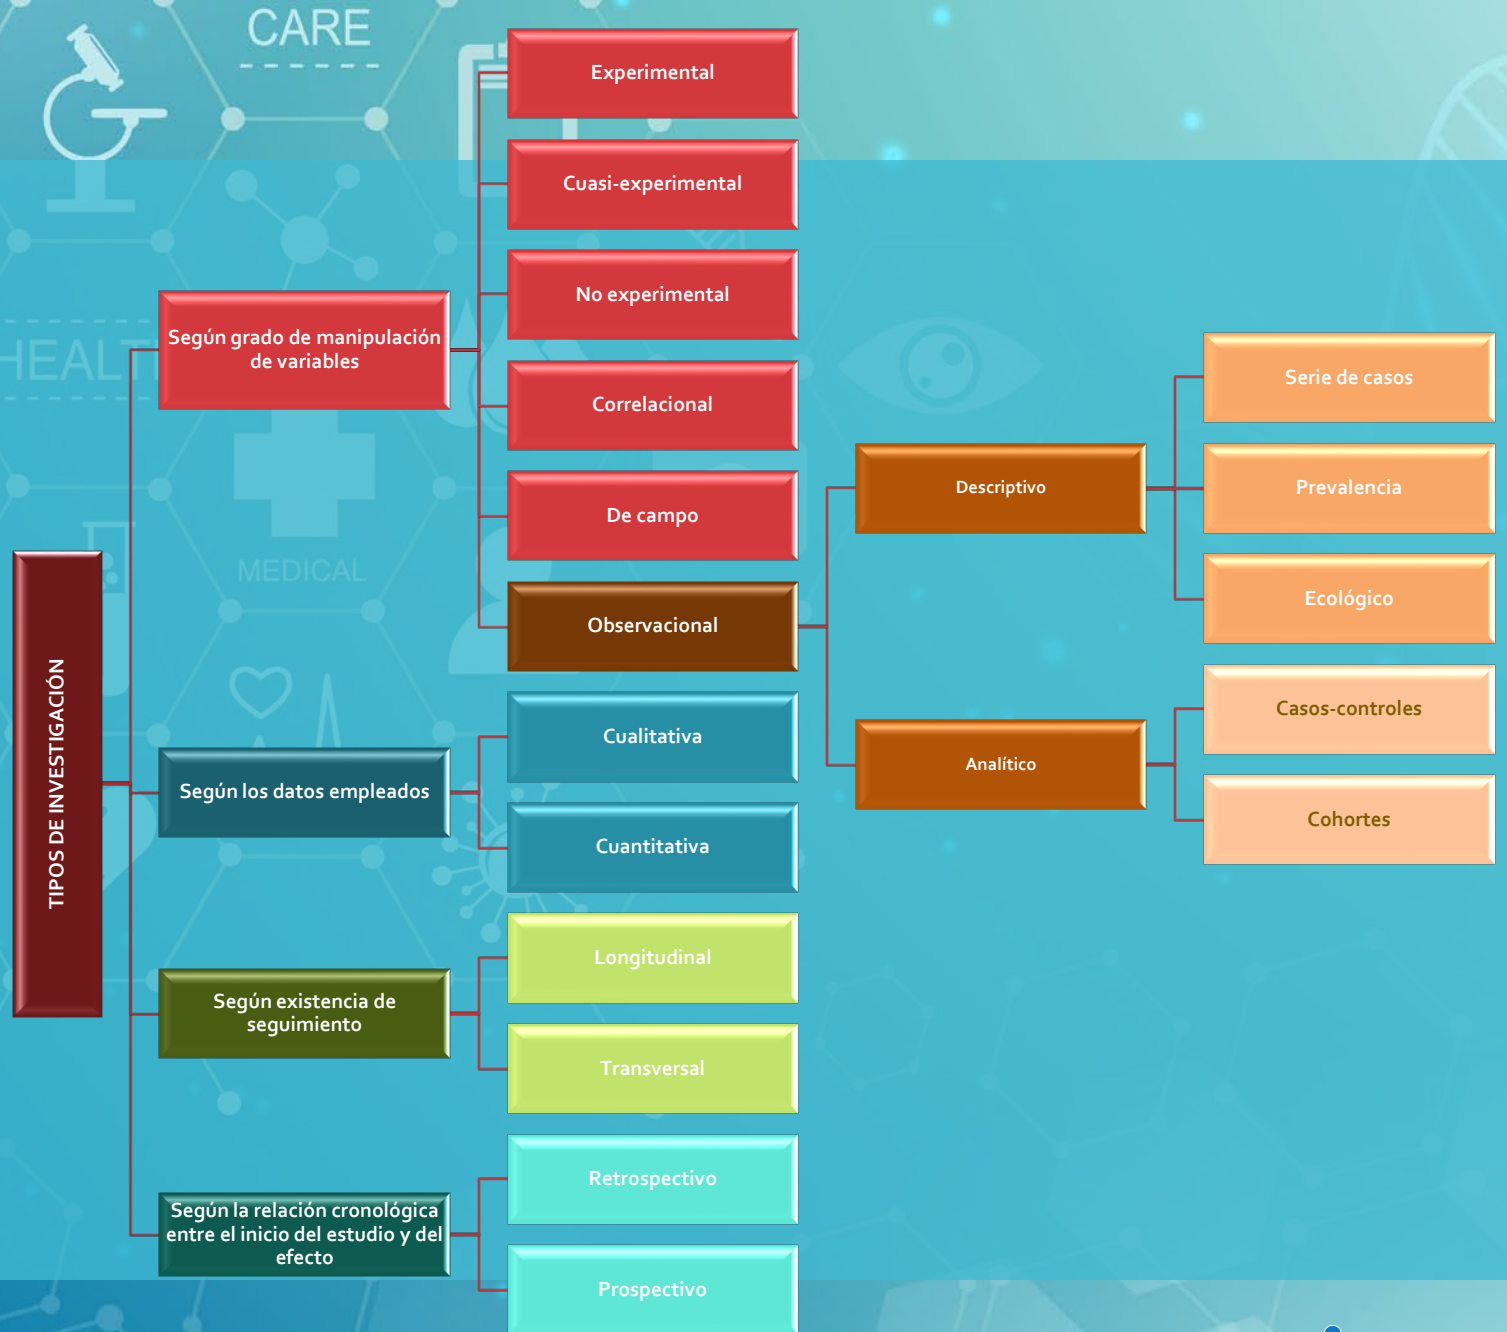 CARE
HEALT
MEDICAL
TIPOS DE INVESTIGACIÓN
Según grado de manipulación
de variables
Experimental
Cuasi-experimental
No experimental
Correlacional
De campo
Observacional
Descriptivo
Serie de casos
Prevalencia
Ecológico
Analítico
Casos-controles
Cohortes
Según los datos empleados
Cualitativa
Cuantitativa
Según existencia de
seguimiento
Longitudinal
Transversal
Según la relación cronológica
entre el inicio del estudio y del
efecto
Retrospectivo
Prospectivo